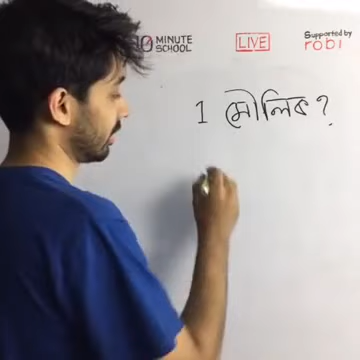 10 MINUTE
SCHOOL
LIVE
Supported by
robi
1 মৌলিক?